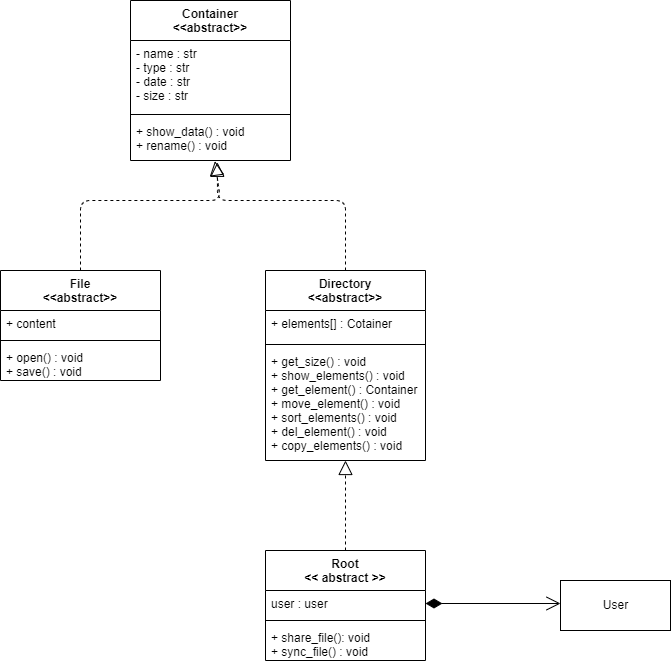 Container
<<abstract>>
- name : str
- type : str
- date : str
- size : str
+ show_data() : void
+ rename() : void
File
<<abstract>>
+ content
+ open() : void
+ save() : void
Directory
<<abstract>>
+ elements[] : Cotainer
+ get_size() : void
+ show_elements() : void
+ get_element() : Container
+ move_element() : void
+ sort_elements() : void
+ del_element() : void
+ copy_elements() : void
Root
<< abstract >>
user : user
+ share_file(): void
+ sync_file() : void
User